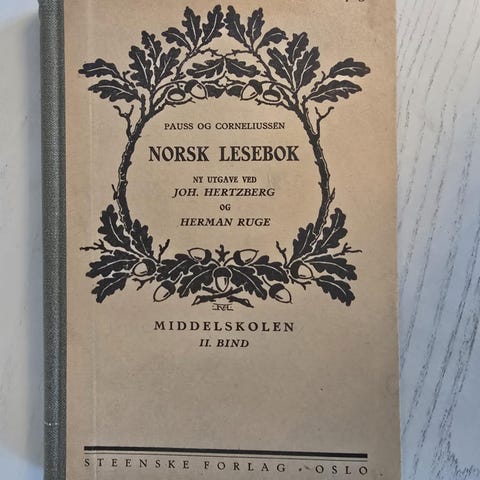 PAUSS OG CORNELIUSSEN
NORSK LESEBOK
NY UTGAVE VED
JOH. HERTZBERG
OG
HERMAN RUGE
MIDDELSKOLEN
II. BIND
STEENSKE FORLAG • OSLO